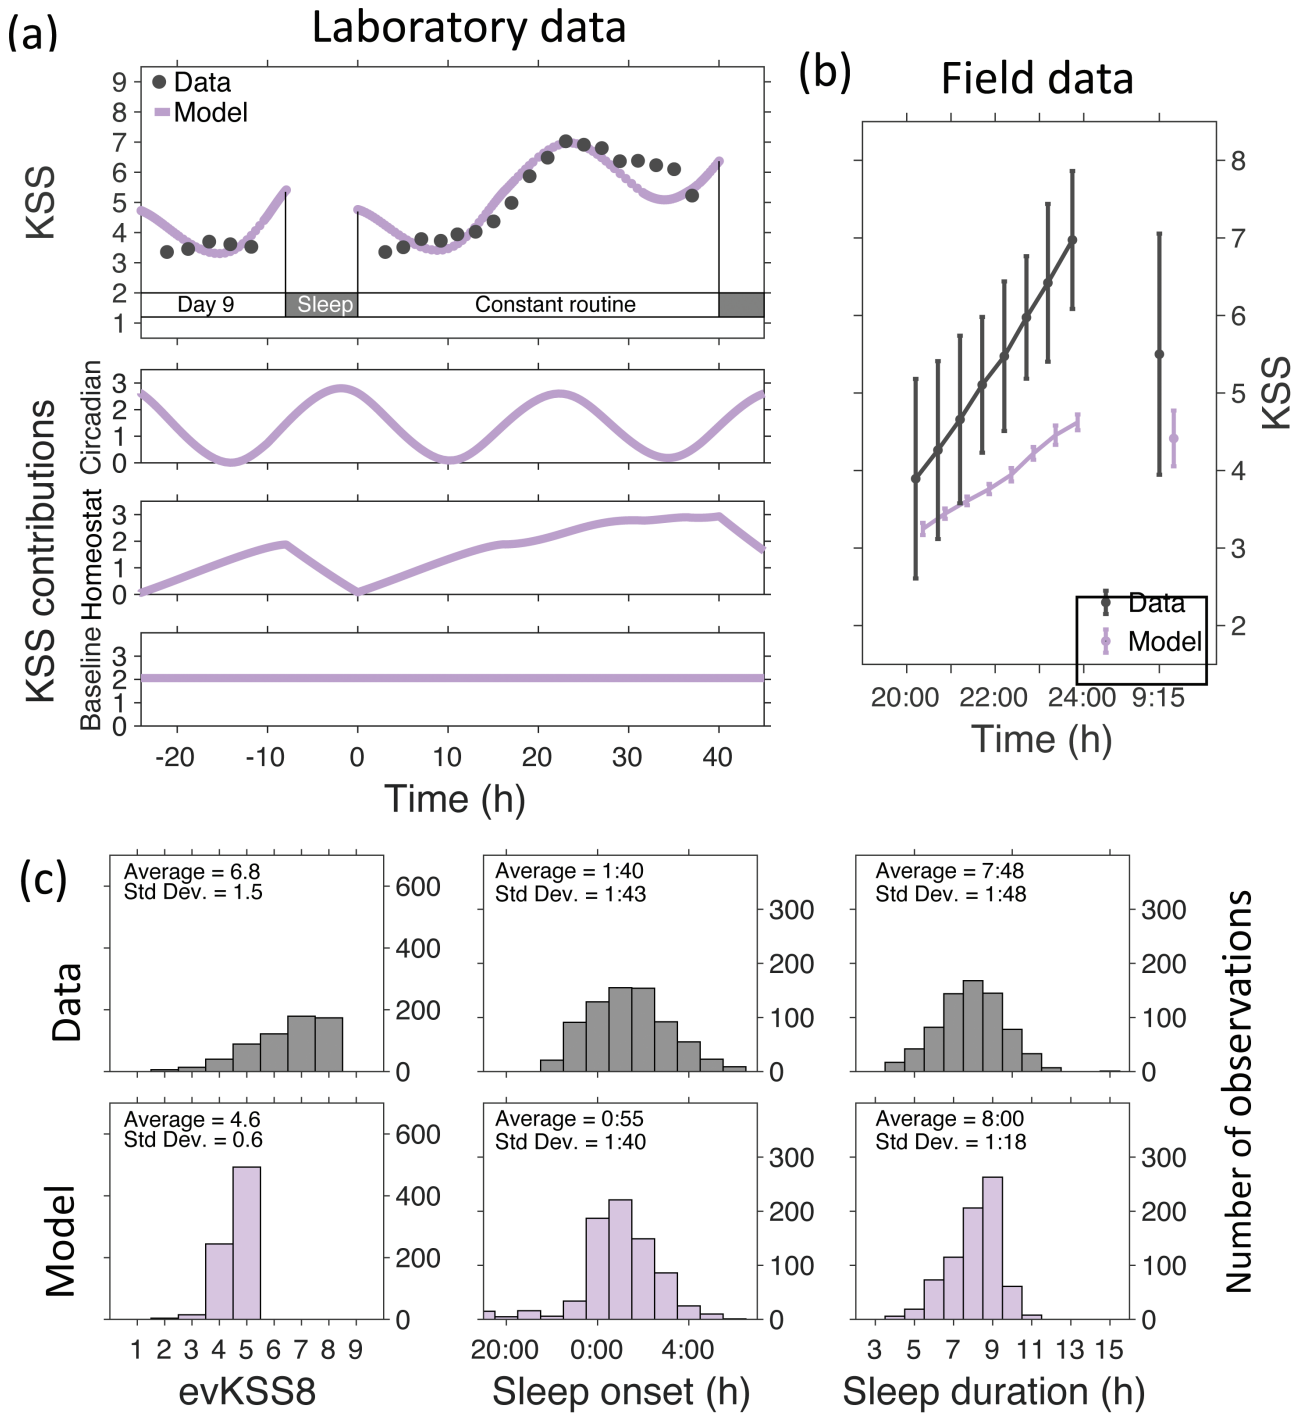 (a)
Laboratory data
KSS
9
8
7
6
5
4
3
2
1
Data
Model
Day 9
Sleep
Constant routine
KSS contributions
Circadian
3
2
1
0
Homeostat
3
2
1
0
Baseline
3
2
1
0
-20
-10
0
10
20
30
40
Time (h)
(b)
Field data
8
7
6
5
4
3
2
KSS
Data
Model
20:00
22:00
24:00
9:15
Time (h)
(c)
Data
Average = 6.8
Std Dev. = 1.5
600
400
200
0
Average = 1:40
Std Dev. = 1:43
300
200
100
0
Average = 7:48
Std Dev. = 1:48
300
200
100
0
Number of observations
Model
Average = 4.6
Std Dev. = 0.6
600
400
200
0
Average = 0:55
Std Dev. = 1:40
300
200
100
0
Average = 8:00
Std Dev. = 1:18
300
200
100
0
1 2 3 4 5 6 7 8 9
evKSS8
20:00 0:00 4:00
Sleep onset (h)
3 5 7 9 11 13 15
Sleep duration (h)